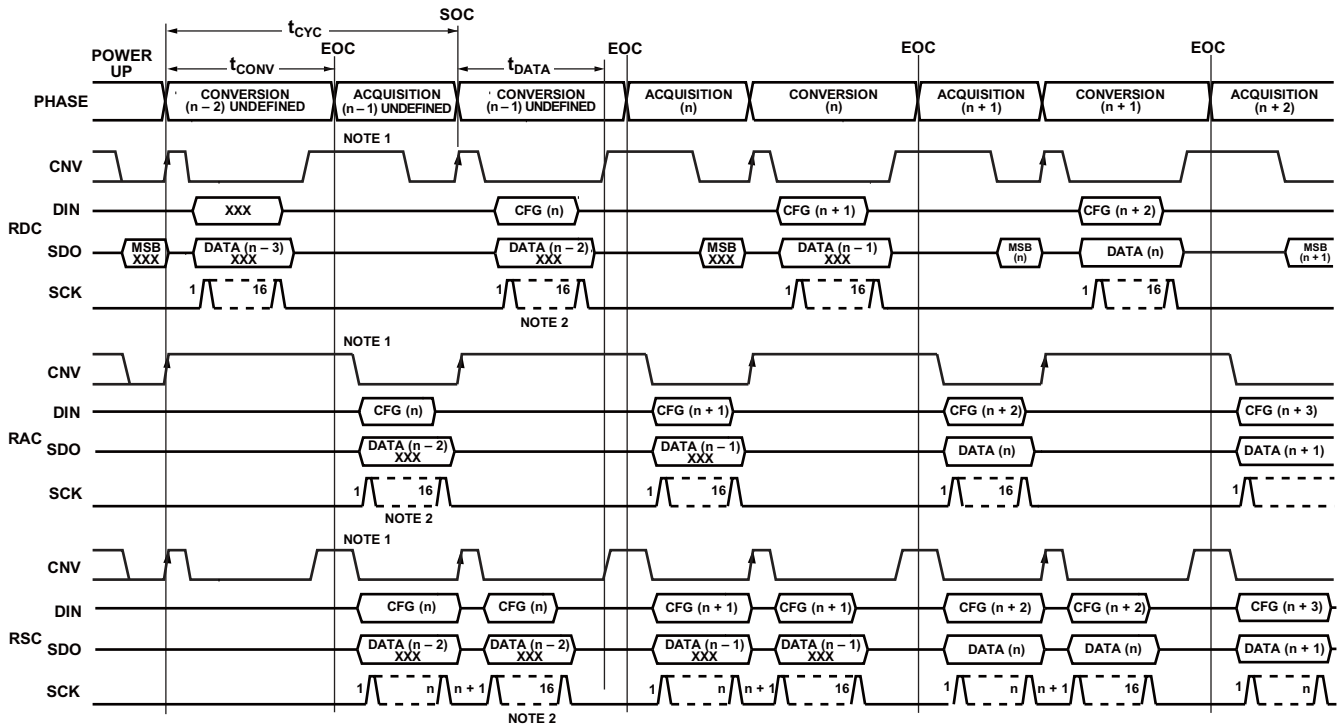 SOC
tCYC
POWER UP EOC EOC EOC
tCONV tDATA
PHASE CONVERSION (n – 2) UNDEFINED ACQUISITION (n–1) UNDEFINED CONVERSION (n–1) UNDEFINED ACQUISITION (n) CONVERSION (n) ACQUISITION (n + 1) CONVERSION (n + 1) ACQUISITION (n + 2)
NOTE 1
CNV
DIN XXX CFG (n) CFG (n + 1) CFG (n + 2)
RDC
SDO MSB XXX DATA (n – 3) XXX DATA (n – 2) XXX MSB XXX DATA (n – 1) XXX MSB (n) DATA (n) MSB (n + 1)
SCK 1 16 1 16 1 16 1 16
NOTE 2
NOTE 1
CNV
DIN CFG (n) CFG (n + 1) CFG (n + 2) CFG (n + 3)
RAC
SDO DATA (n – 2) XXX DATA (n – 1) XXX DATA (n) DATA (n + 1)
SCK 1 16 1 16 1 16 1
NOTE 2
NOTE 1
CNV
DIN CFG (n) CFG (n) CFG (n + 1) CFG (n + 1) CFG (n + 2) CFG (n + 2) CFG (n + 3)
RSC
SDO DATA (n – 2) XXX DATA (n – 2) XXX DATA (n – 1) XXX DATA (n – 1) XXX DATA (n) DATA (n) DATA (n + 1)
SCK 1 n n + 1 16 1 n n + 1 16 1 n n + 1 16 1 n
NOTE 2